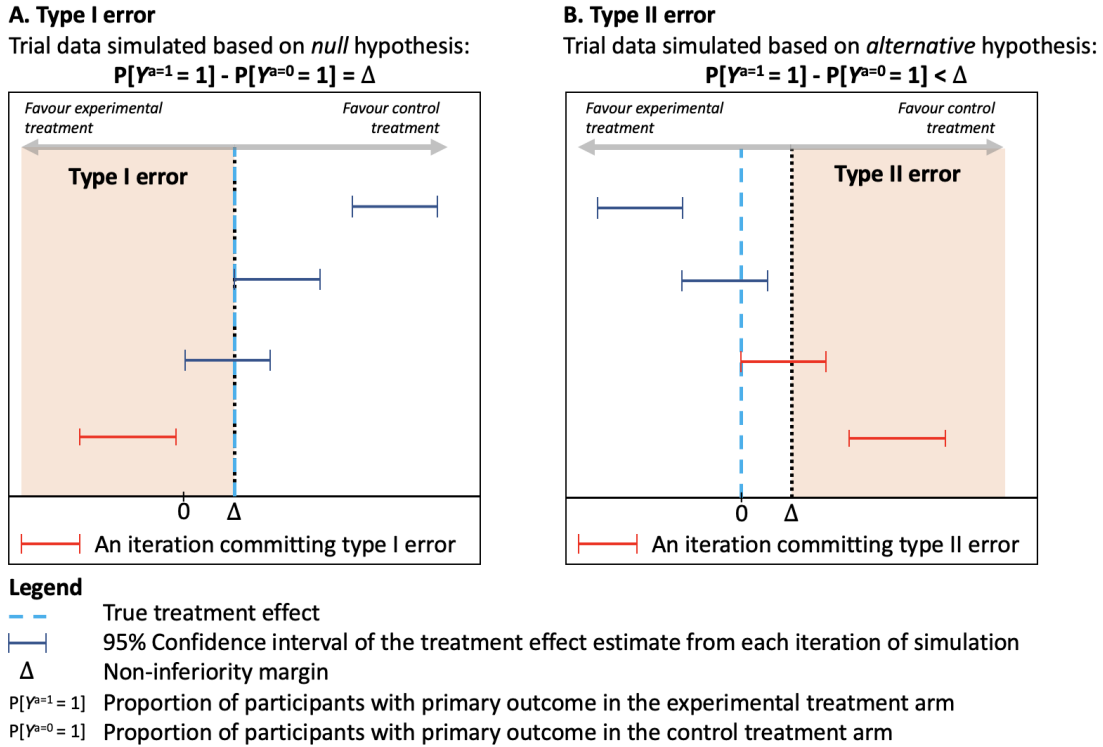 A. Type I error
Trial data simulated based on null hypothesis:
P[Yᵃ⁼¹ = 1] - P[Yᵃ⁼⁰ = 1] = Δ
Favour experimental
treatment
Favour control
treatment
Type I error
0
Δ
An iteration committing type I error
B. Type II error
Trial data simulated based on alternative hypothesis:
P[Yᵃ⁼¹ = 1] - P[Yᵃ⁼⁰ = 1] < Δ
Favour experimental
treatment
Favour control
treatment
Type II error
0
Δ
An iteration committing type II error
Legend
True treatment effect
95% Confidence interval of the treatment effect estimate from each iteration of simulation
Δ Non-inferiority margin
P[Yᵃ⁼¹ = 1] Proportion of participants with primary outcome in the experimental treatment arm
P[Yᵃ⁼⁰ = 1] Proportion of participants with primary outcome in the control treatment arm